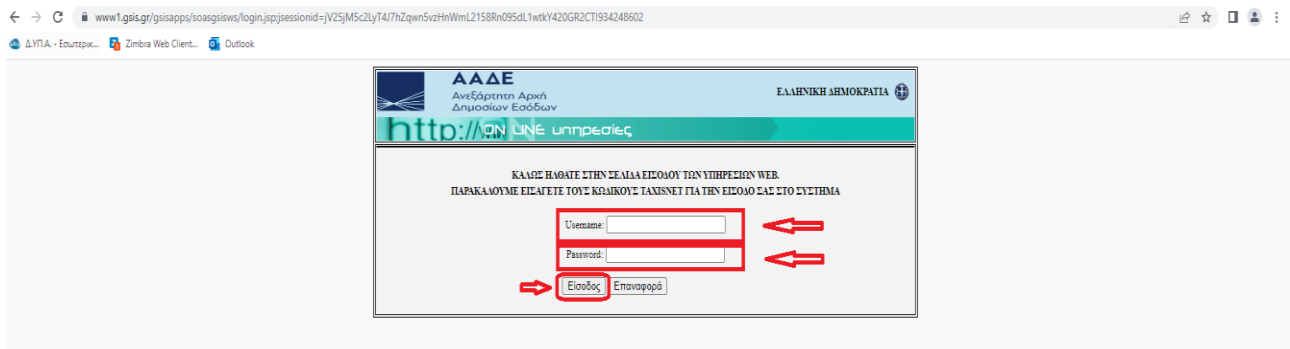 www1.gsis.gr/gsisapps/soasgsisws/login.jsp;jsessionid=jV25jM5c2LyT4J7hZqwn5vzHnWmL2158Rn095dL1wtkY420GR2CT!934248602
Δ.ΥΠ.Α. - Εσωτερικ... Zimbra Web Client... Outlook
ΑΑΔΕ
Ανεξάρτητη Αρχή
Δημοσίων Εσόδων
ΕΛΛΗΝΙΚΗ ΔΗΜΟΚΡΑΤΙΑ
http:// ON LINE υπηρεσίες
ΚΑΛΩΣ ΗΛΘΑΤΕ ΣΤΗΝ ΣΕΛΙΔΑ ΕΙΣΟΔΟΥ ΤΩΝ ΥΠΗΡΕΣΙΩΝ WEB.
ΠΑΡΑΚΑΛΟΥΜΕ ΕΙΣΑΓΕΤΕ ΤΟΥΣ ΚΩΔΙΚΟΥΣ TAXISNET ΓΙΑ ΤΗΝ ΕΙΣΟΔΟ ΣΑΣ ΣΤΟ ΣΥΣΤΗΜΑ
Username:
Password:
Είσοδος Επαναφορά